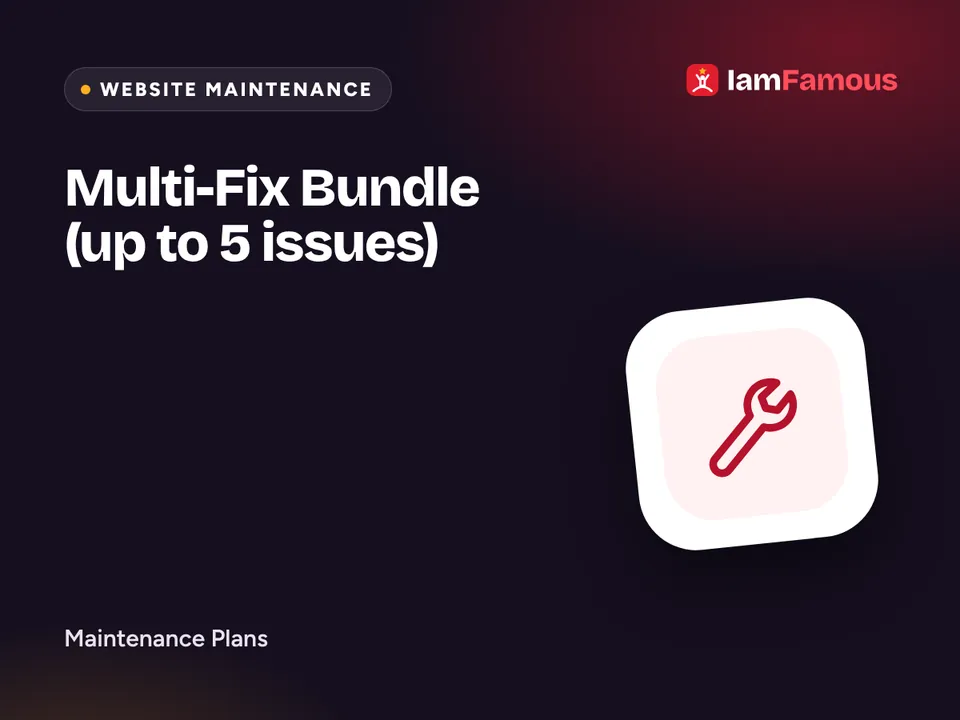 WEBSITE MAINTENANCE
IamFamous
Multi-Fix Bundle
(up to 5 issues)
Maintenance Plans